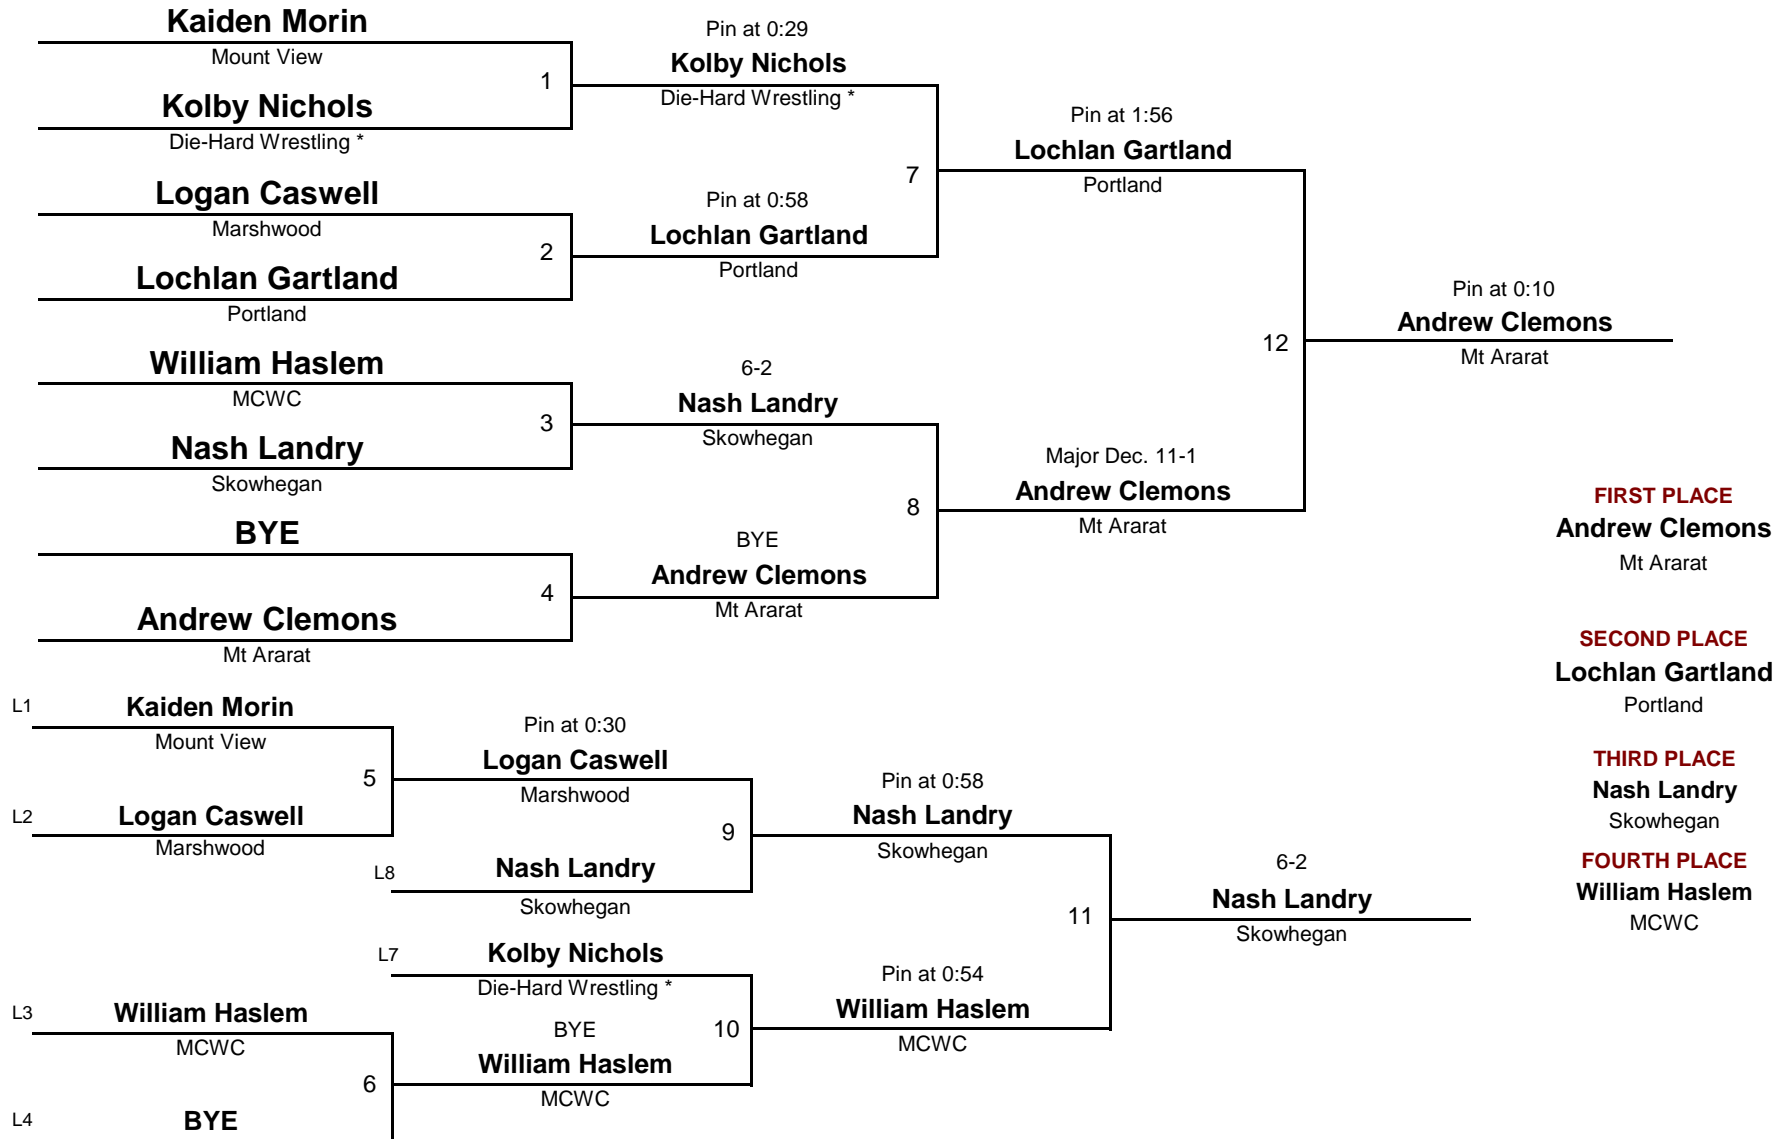 Kaiden Morin
Mount View
1
Kolby Nichols
Die-Hard Wrestling *
Pin at 0:29
Kolby Nichols
Die-Hard Wrestling *
Logan Caswell
Marshwood
2
Lochlan Gartland
Portland
Pin at 0:58
Lochlan Gartland
Portland
7
Pin at 1:56
Lochlan Gartland
Portland
William Haslem
MCWC
3
Nash Landry
Skowhegan
6-2
Nash Landry
Skowhegan
BYE
4
Andrew Clemons
Mt Ararat
BYE
Andrew Clemons
Mt Ararat
8
Major Dec. 11-1
Andrew Clemons
Mt Ararat
12
Pin at 0:10
Andrew Clemons
Mt Ararat
FIRST PLACE
Andrew Clemons
Mt Ararat
SECOND PLACE
Lochlan Gartland
Portland
THIRD PLACE
Nash Landry
Skowhegan
FOURTH PLACE
William Haslem
MCWC
L1
Kaiden Morin
Mount View
5
L2
Logan Caswell
Marshwood
Pin at 0:30
Logan Caswell
Marshwood
9
L8
Nash Landry
Skowhegan
Pin at 0:58
Nash Landry
Skowhegan
L7
Kolby Nichols
Die-Hard Wrestling *
L3
William Haslem
MCWC
6
L4
BYE
BYE
William Haslem
MCWC
10
Pin at 0:54
William Haslem
MCWC
11
6-2
Nash Landry
Skowhegan